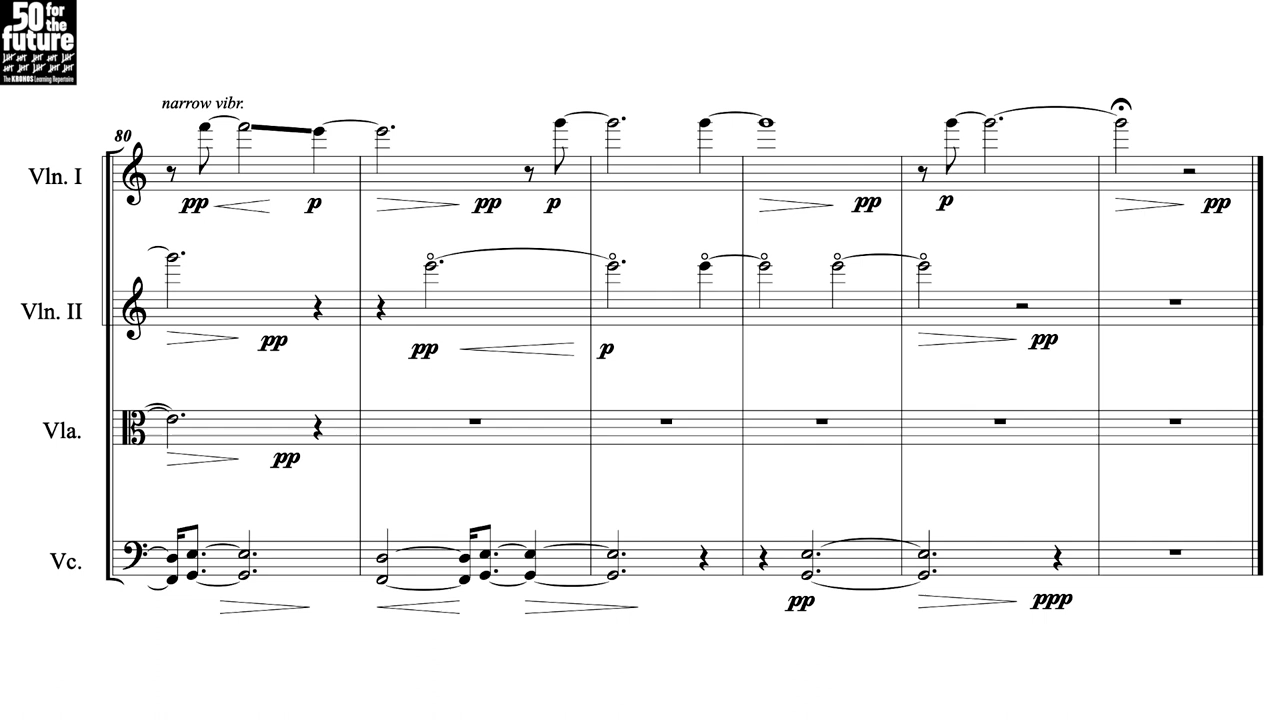 50 for the
future
The KRONOS Learning Repertoire
narrow vibr.
80
Vln. I
pp p pp p pp p pp
Vln. II
pp pp p pp
Vla.
pp
Vc.
pp ppp